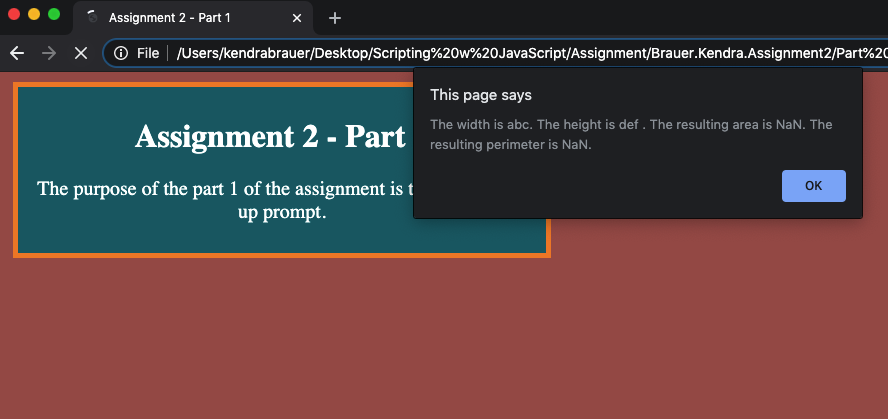 Assignment 2 - Part 1
File /Users/kendrabrauer/Desktop/Scripting%20w%20JavaScript/Assignment/Brauer.Kendra.Assignment2/Part%20
This page says
The width is abc. The height is def . The resulting area is NaN. The
resulting perimeter is NaN.
OK
Assignment 2 - Part
The purpose of the part 1 of the assignment is t
up prompt.